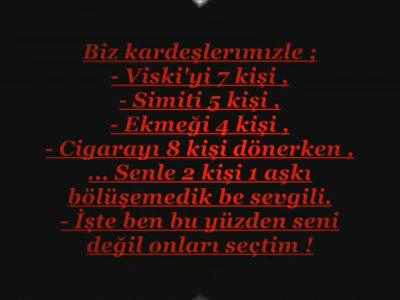 Biz kardeşlerımızle ;
- Viski'yi 7 kişi ,
- Simiti 5 kişi ,
- Ekmeği 4 kişi ,
- Cigarayı 8 kişi dönerken ,
... Senle 2 kişi 1 aşkı
bölüşemedik be sevgili.
- İşte ben bu yüzden seni
değil onları seçtim !